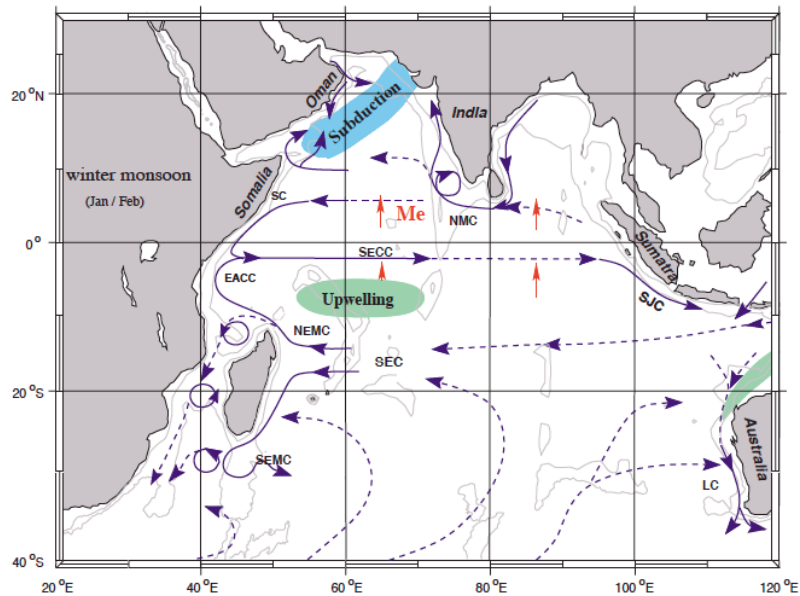 Oman
20 °N
Subduction
India
winter monsoon
(Jan / Feb)
Somalia
SC
Me
NMC
0 °
SECC
Sumatra
EACC
Upwelling
SJC
NEMC
SEC
20 °S
Australia
SEMC
LC
40 °S
20 °E
40 °E
60 °E
80 °E
100 °E
120 °E